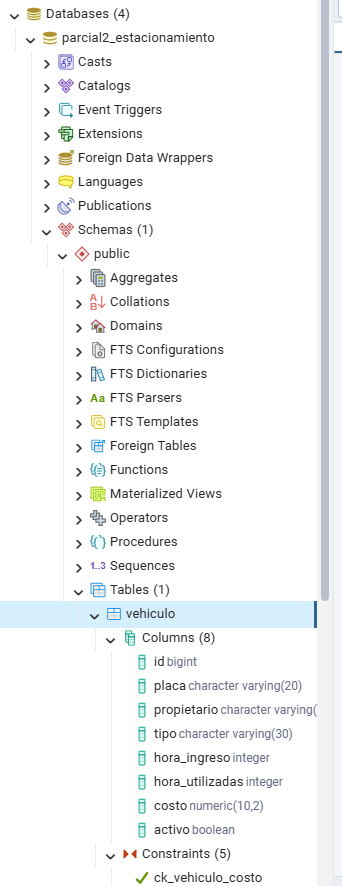 Databases (4)
parcial2_estacionamiento
Casts
Catalogs
Event Triggers
Extensions
Foreign Data Wrappers
Languages
Publications
Schemas (1)
public
Aggregates
Collations
Domains
FTS Configurations
FTS Dictionaries
Aa FTS Parsers
FTS Templates
Foreign Tables
Functions
Materialized Views
Operators
Procedures
1..3 Sequences
Tables (1)
vehiculo
Columns (8)
id bigint
placa character varying(20)
propietario character varying(
tipo character varying(30)
hora_ingreso integer
hora_utilizadas integer
costo numeric(10,2)
activo boolean
Constraints (5)
ck_vehiculo_costo